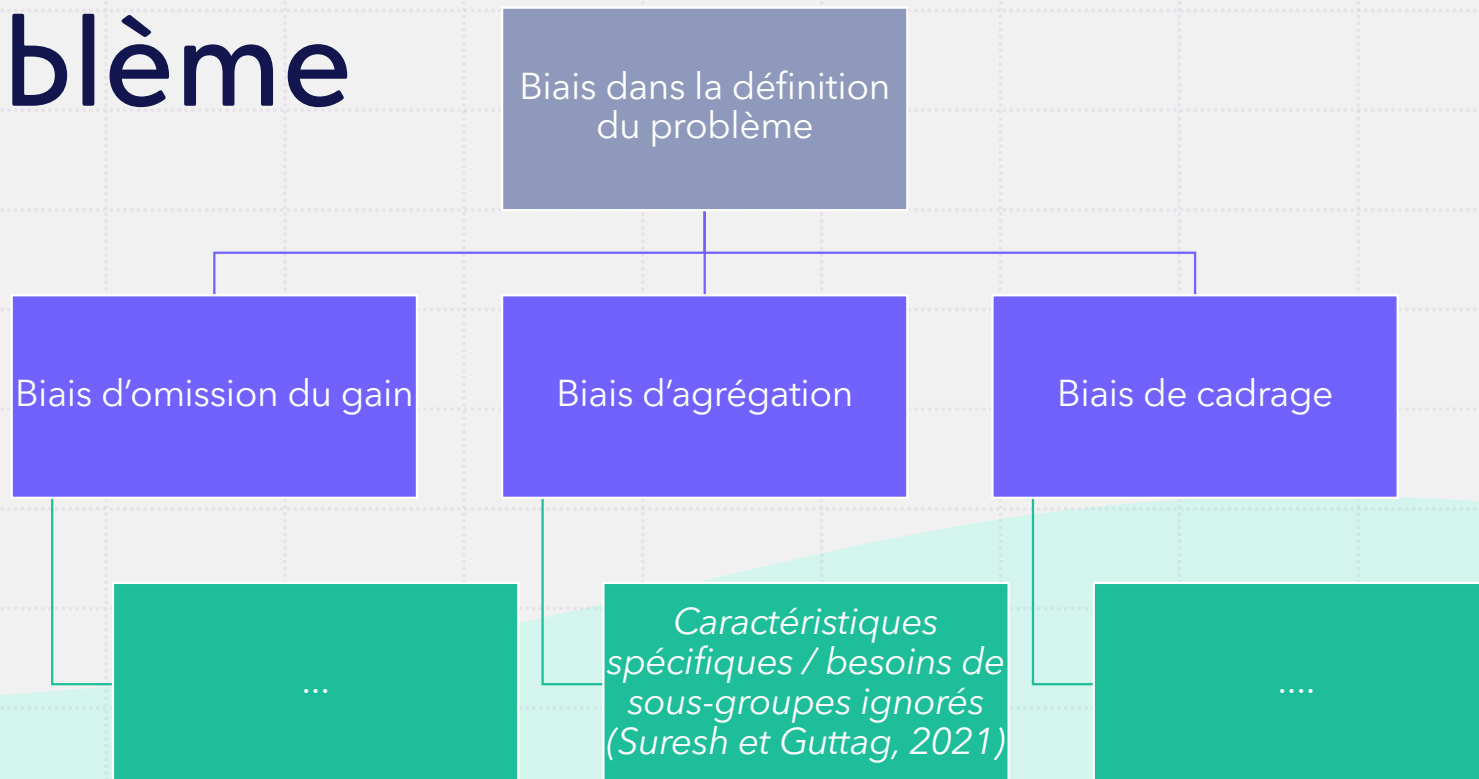 blème
Biais dans la définition
du problème
Biais d’omission du gain
Biais d’agrégation
Biais de cadrage
...
Caractéristiques
spécifiques / besoins de
sous-groupes ignorés
(Suresh et Guttag, 2021)
....